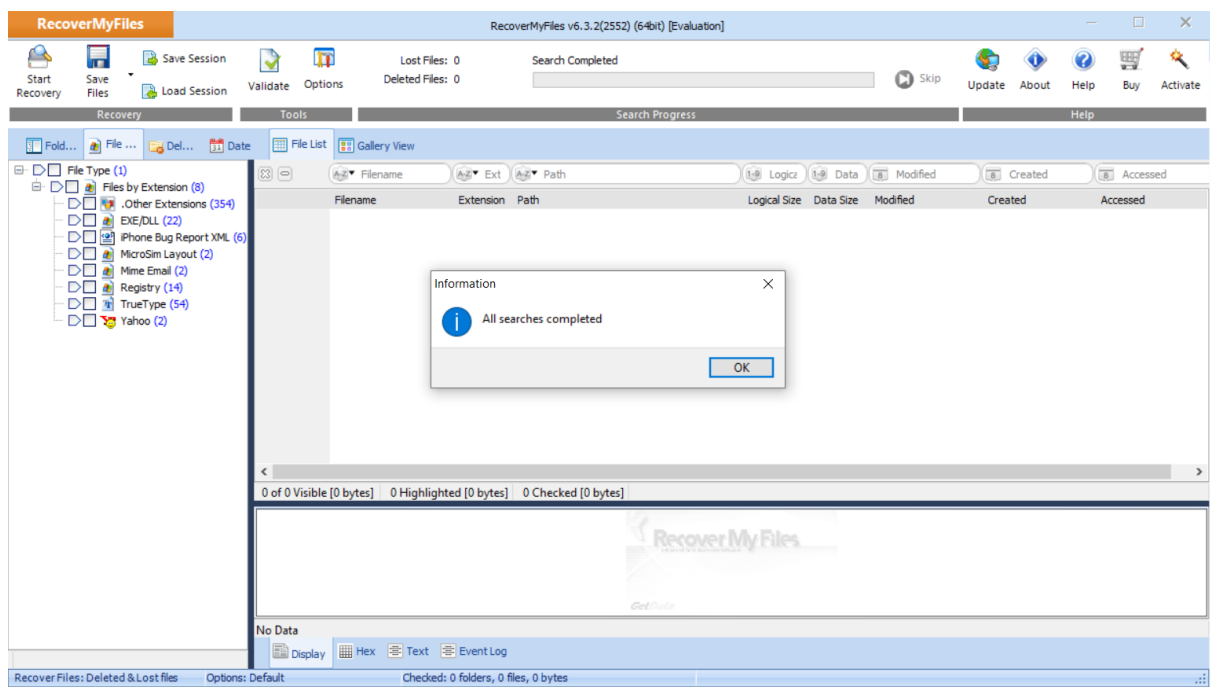 RecoverMyFiles
RecoverMyFiles v6.3.2(2552) (64bit) [Evaluation]
Start Recovery
Save Files
Save Session
Load Session
Validate
Options
Lost Files: 0
Deleted Files: 0
Search Completed
Skip
Update
About
Help
Buy
Activate
Recovery
Tools
Search Progress
Help
Fold...
File ...
Del...
Date
File List
Gallery View
File Type (1)
Files by Extension (8)
.Other Extensions (354)
EXE/DLL (22)
iPhone Bug Report XML (6)
MicroSim Layout (2)
Mime Email (2)
Registry (14)
TrueType (54)
Yahoo (2)
Filename
Ext
Path
Logica
Data
Modified
Created
Accessed
Filename Extension Path Logical Size Data Size Modified Created Accessed
Information
All searches completed
OK
0 of 0 Visible [0 bytes] 0 Highlighted [0 bytes] 0 Checked [0 bytes]
Recover My Files
GetData
No Data
Display Hex Text Event Log
Recover Files: Deleted & Lost files Options: Default Checked: 0 folders, 0 files, 0 bytes